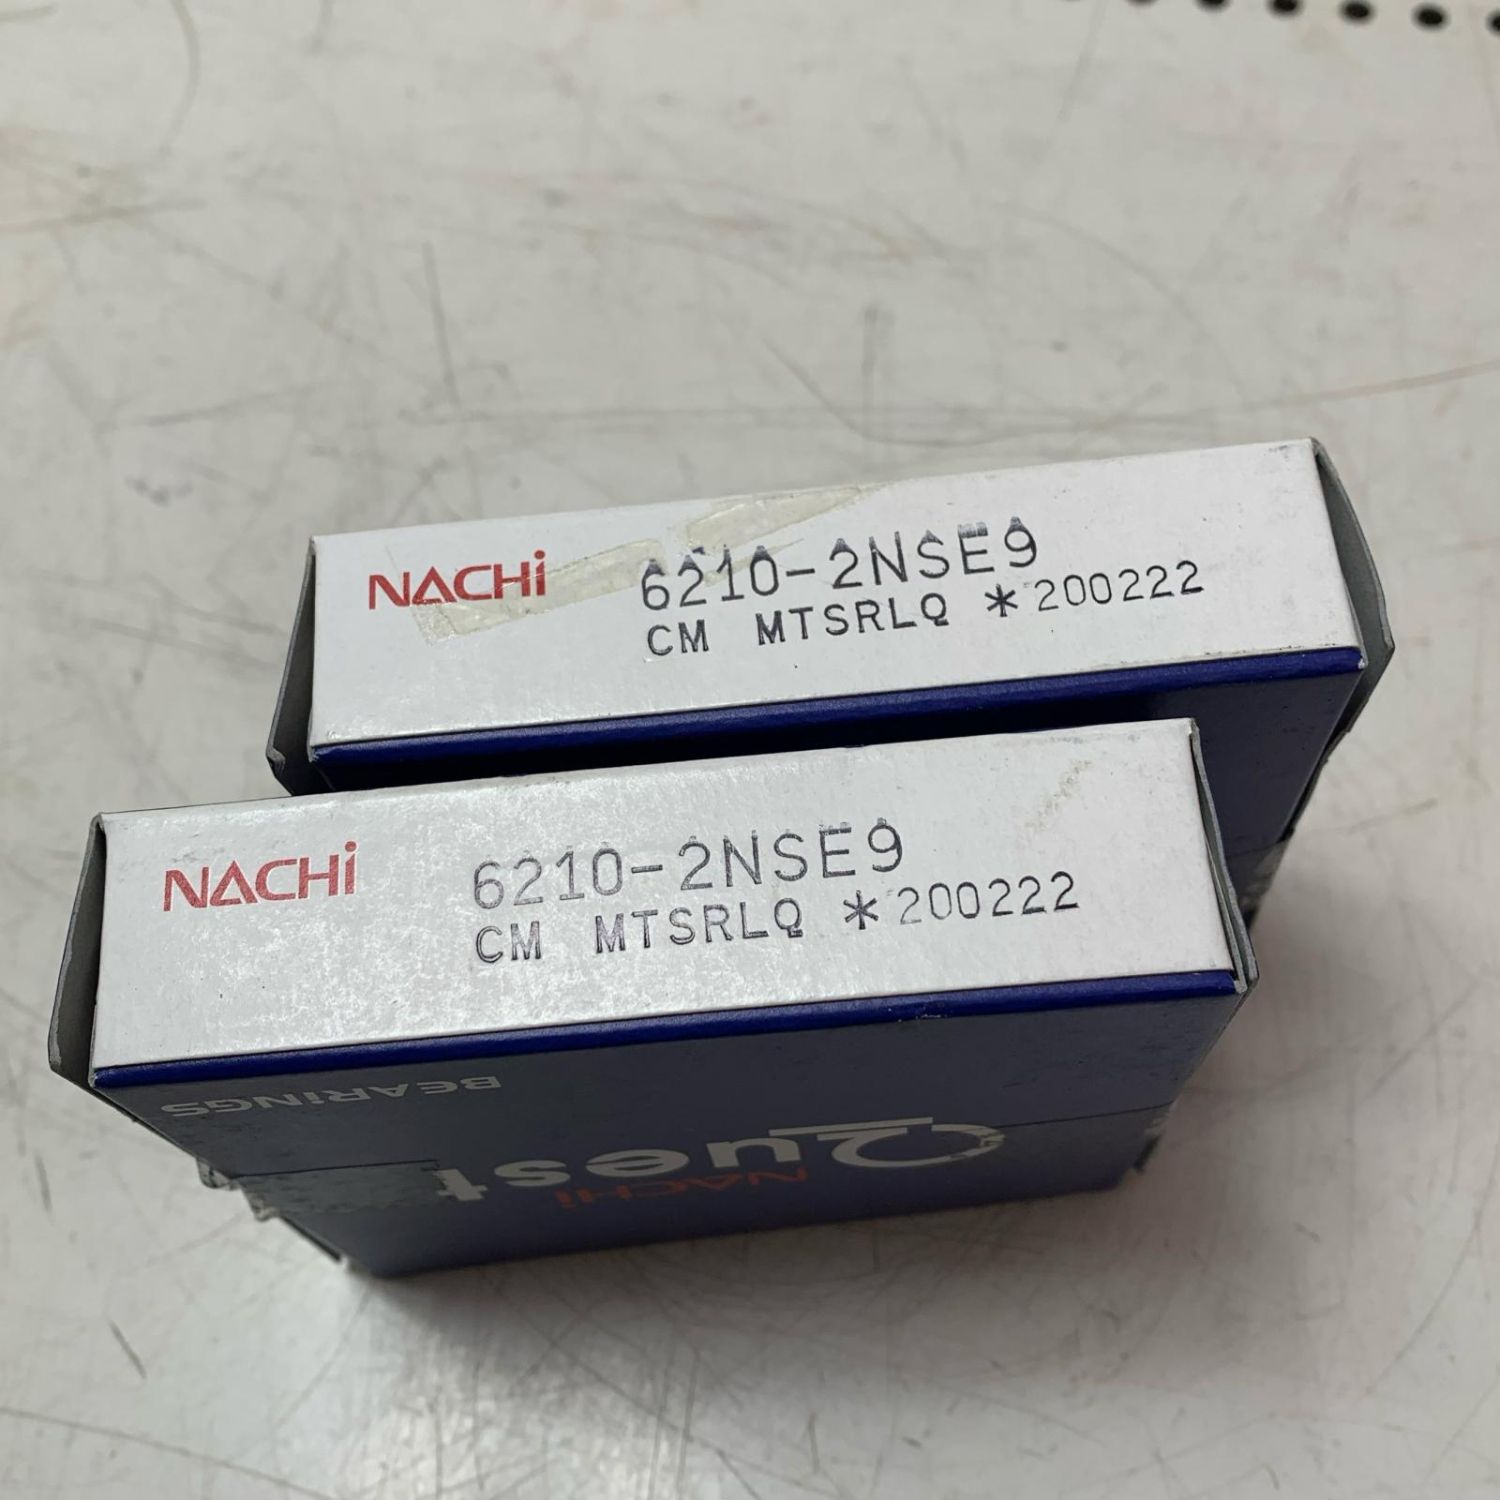 NACHi 6210-2NSE9
CM MTSRLQ *200222
NACHi 6210-2NSE9
CM MTSRLQ *200222
BEARiNGS
Quest
NACHi